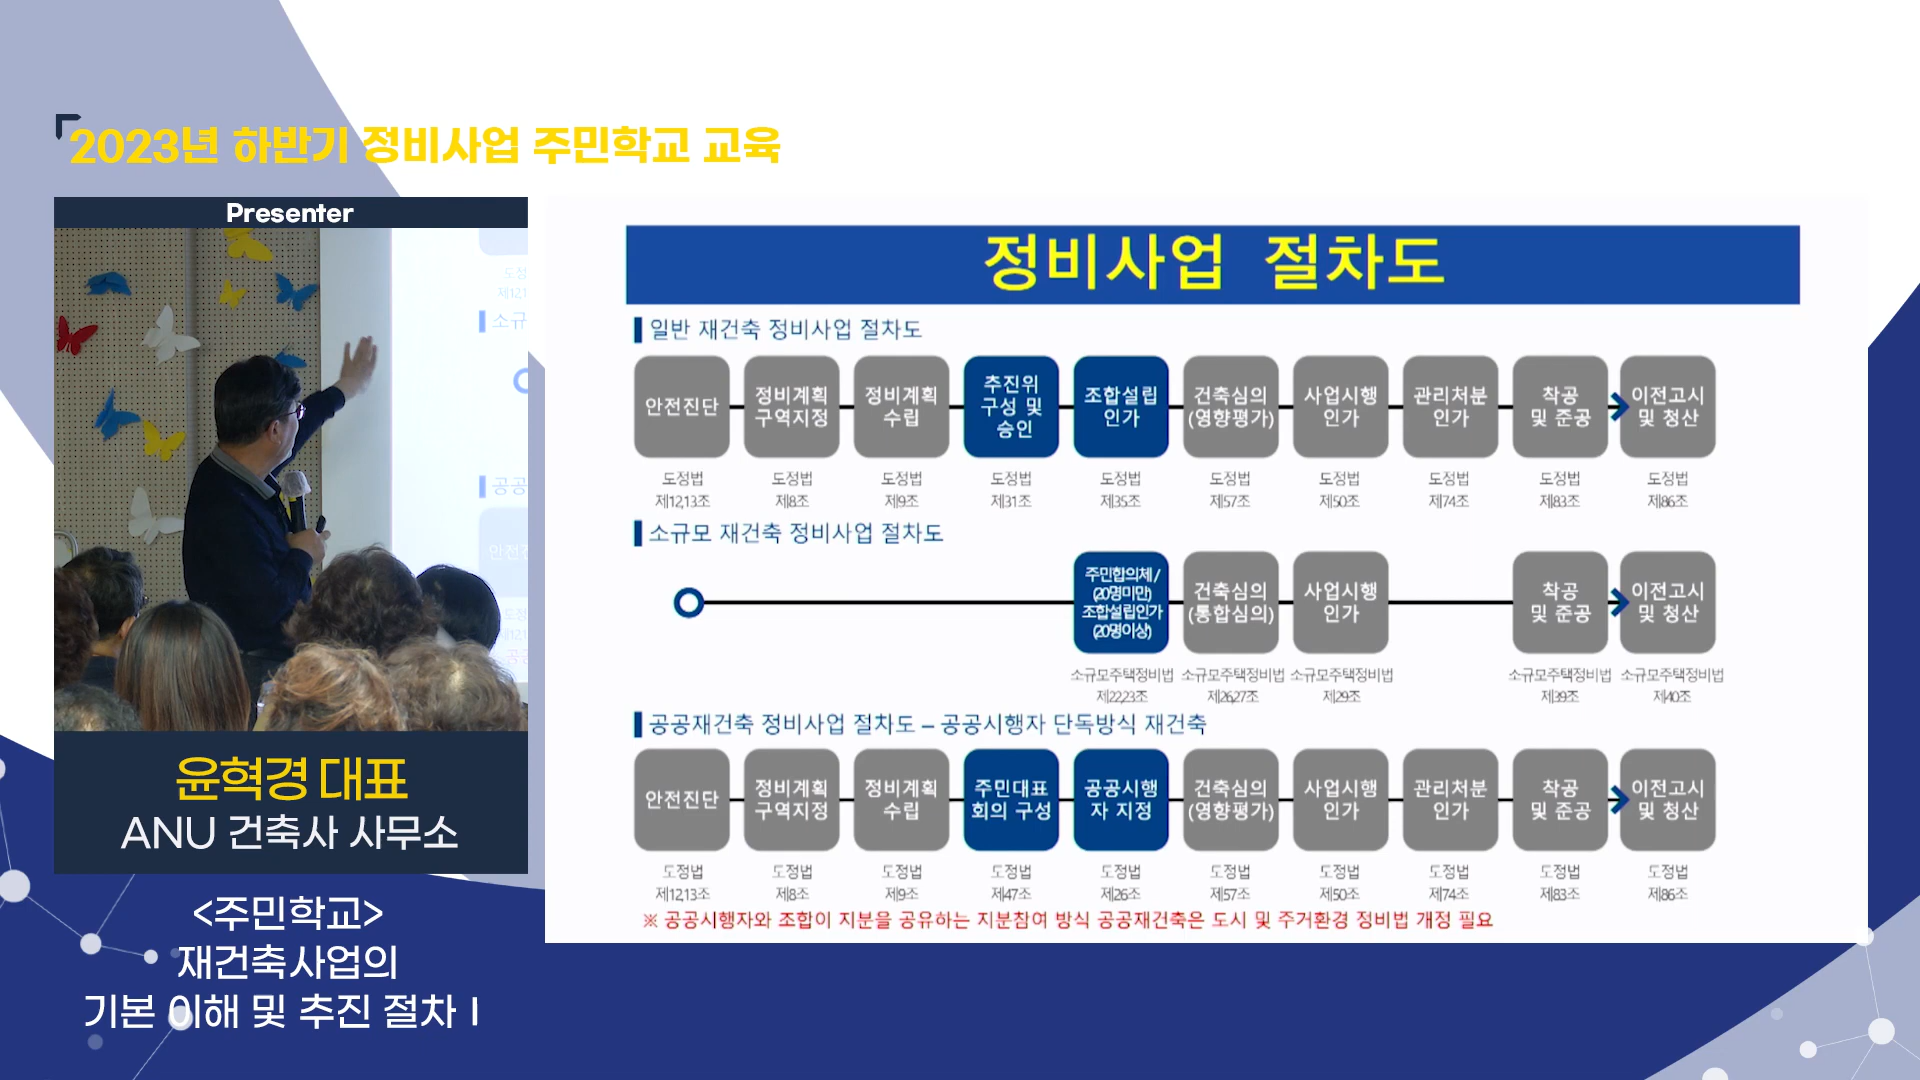 2023년 하반기 정비사업 주민학교 교육
Presenter
윤혁경 대표
ANU 건축사 사무소
<주민학교>
재건축사업의
기본 이해 및 추진 절차 I
정비사업 절차도
일반 재건축 정비사업 절차도
안전진단
정비계획
구역지정
정비계획
수립
추진위
구성 및
승인
조합설립
인가
건축심의
(영향평가)
사업시행
인가
관리처분
인가
착공
및 준공
이전고시
및 청산
도정법
제12,13조
도정법
제8조
도정법
제9조
도정법
제31조
도정법
제35조
도정법
제57조
도정법
제50조
도정법
제74조
도정법
제83조
도정법
제86조
소규모 재건축 정비사업 절차도
주민합의체/
(20명미만)
조합설립인가
(20명이상)
건축심의
(통합심의)
사업시행
인가
착공
및 준공
이전고시
및 청산
소규모주택정비법
제22,23조
소규모주택정비법
제26,27조
소규모주택정비법
제29조
소규모주택정비법
제39조
소규모주택정비법
제40조
공공재건축 정비사업 절차도 – 공공시행자 단독방식 재건축
안전진단
정비계획
구역지정
정비계획
수립
주민대표
회의 구성
공공시행
자 지정
건축심의
(영향평가)
사업시행
인가
관리처분
인가
착공
및 준공
이전고시
및 청산
도정법
제12,13조
도정법
제8조
도정법
제9조
도정법
제47조
도정법
제26조
도정법
제57조
도정법
제50조
도정법
제74조
도정법
제83조
도정법
제86조
※ 공공시행자와 조합이 지분을 공유하는 지분참여 방식 공공재건축은 도시 및 주거환경 정비법 개정 필요